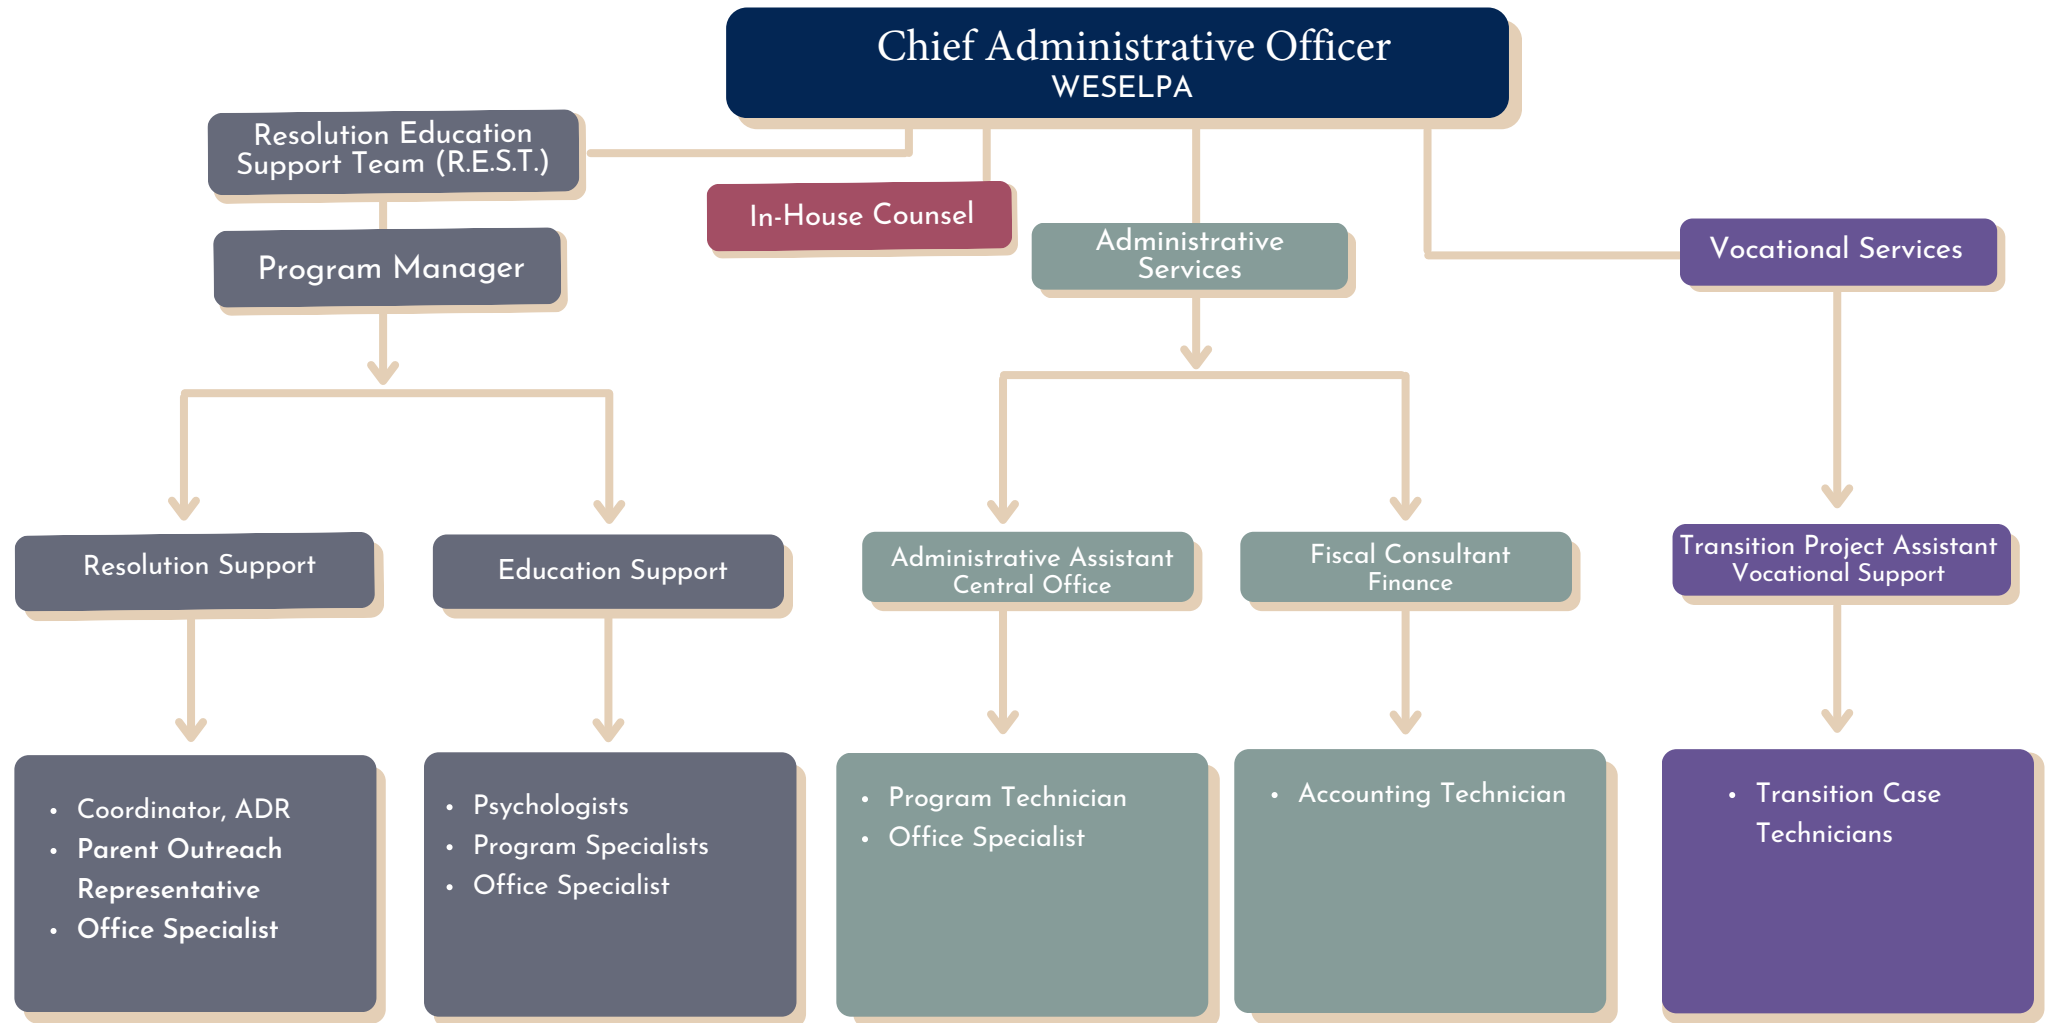 Chief Administrative Officer
WESELPA
Resolution Education
Support Team (R.E.S.T.)
Program Manager
In-House Counsel
Administrative
Services
Vocational Services
Resolution Support
Education Support
Administrative Assistant
Central Office
Fiscal Consultant
Finance
Transition Project Assistant
Vocational Support
• Coordinator, ADR
• Parent Outreach
Representative
• Office Specialist
• Psychologists
• Program Specialists
• Office Specialist
• Program Technician
• Office Specialist
• Accounting Technician
• Transition Case
Technicians